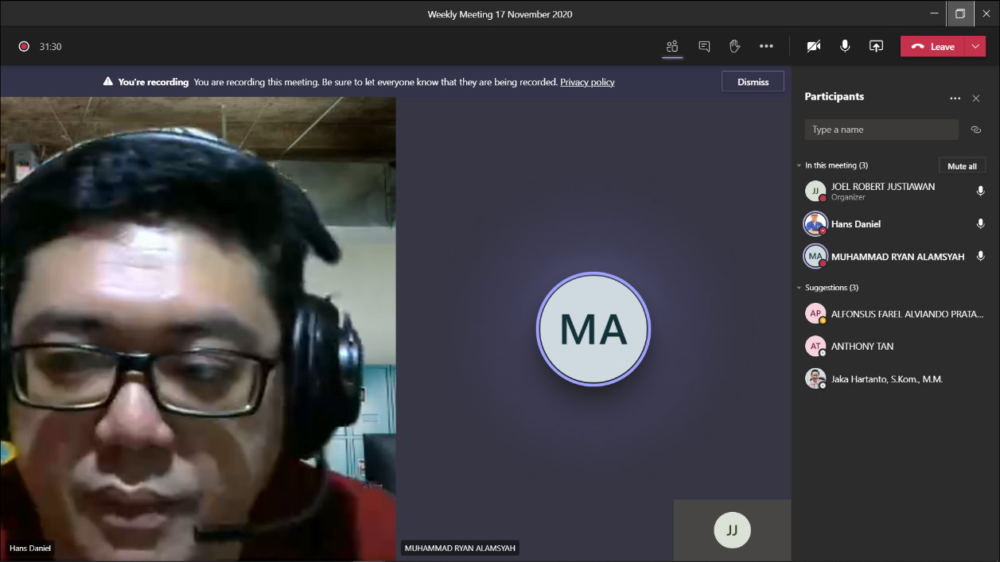 Weekly Meeting 17 November 2020
31:30
Leave
You're recording You are recording this meeting. Be sure to let everyone know that they are being recorded. Privacy policy
Dismiss
Hans Daniel
MA
MUHAMMAD RYAN ALAMSYAH
JJ
Participants
Type a name
In this meeting (3)
Mute all
JJ
JOEL ROBERT JUSTIAWAN
Organizer
Hans Daniel
MA
MUHAMMAD RYAN ALAMSYAH
Suggestions (3)
AP
ALFONSUS FAREL ALVIANDO PRATA...
AT
ANTHONY TAN
Jaka Hartanto, S.Kom., M.M.